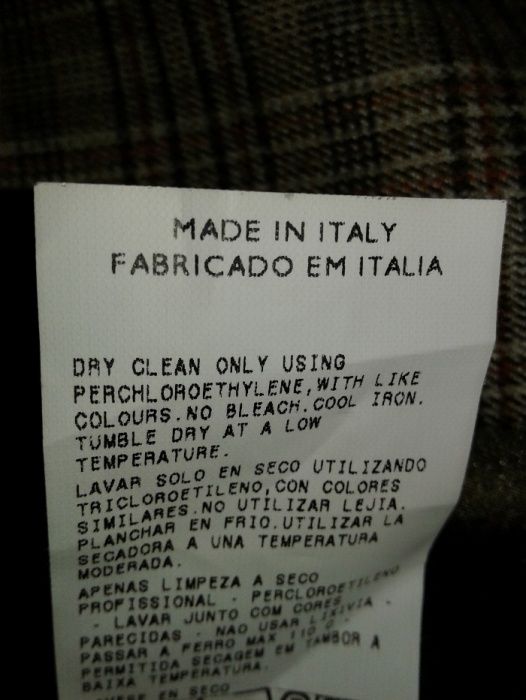 MADE IN ITALY
FABRICADO EM ITALIA
DRY CLEAN ONLY USING
PERCHLOROETHYLENE, WITH LIKE
COLOURS. NO BLEACH. COOL IRON.
TUMBLE DRY AT A LOW
TEMPERATURE.
LAVAR SOLO EN SECO UTILIZANDO
TRICLOROETILENO, CON COLORES
SIMILARES. NO UTILIZAR LEJIA.
PLANCHAR EN FRIO. UTILIZAR LA
SECADORA A UNA TEMPERATURA
MODERADA.
APENAS LIMPEZA A SECO
PROFISSIONAL - PERCLOROETILENO
- LAVAR JUNTO COM CORES
PARECIDAS - NAO USAR LIXIVIA -
PASSAR A FERRO MAX 110
PERMITIDA SECAGEM EM TAMBOR A
BAIXA TEMPERATURA.
EN SECO